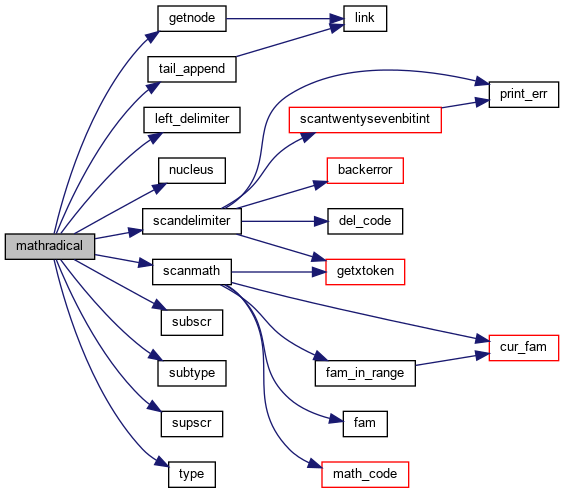 getnode
link
tail_append
print_err
left_delimiter
scantwentysevenbitint
nucleus
backerror
scandelimiter
del_code
mathradical
scanmath
getxtoken
subscr
cur_fam
subtype
fam_in_range
supscr
fam
type
math_code